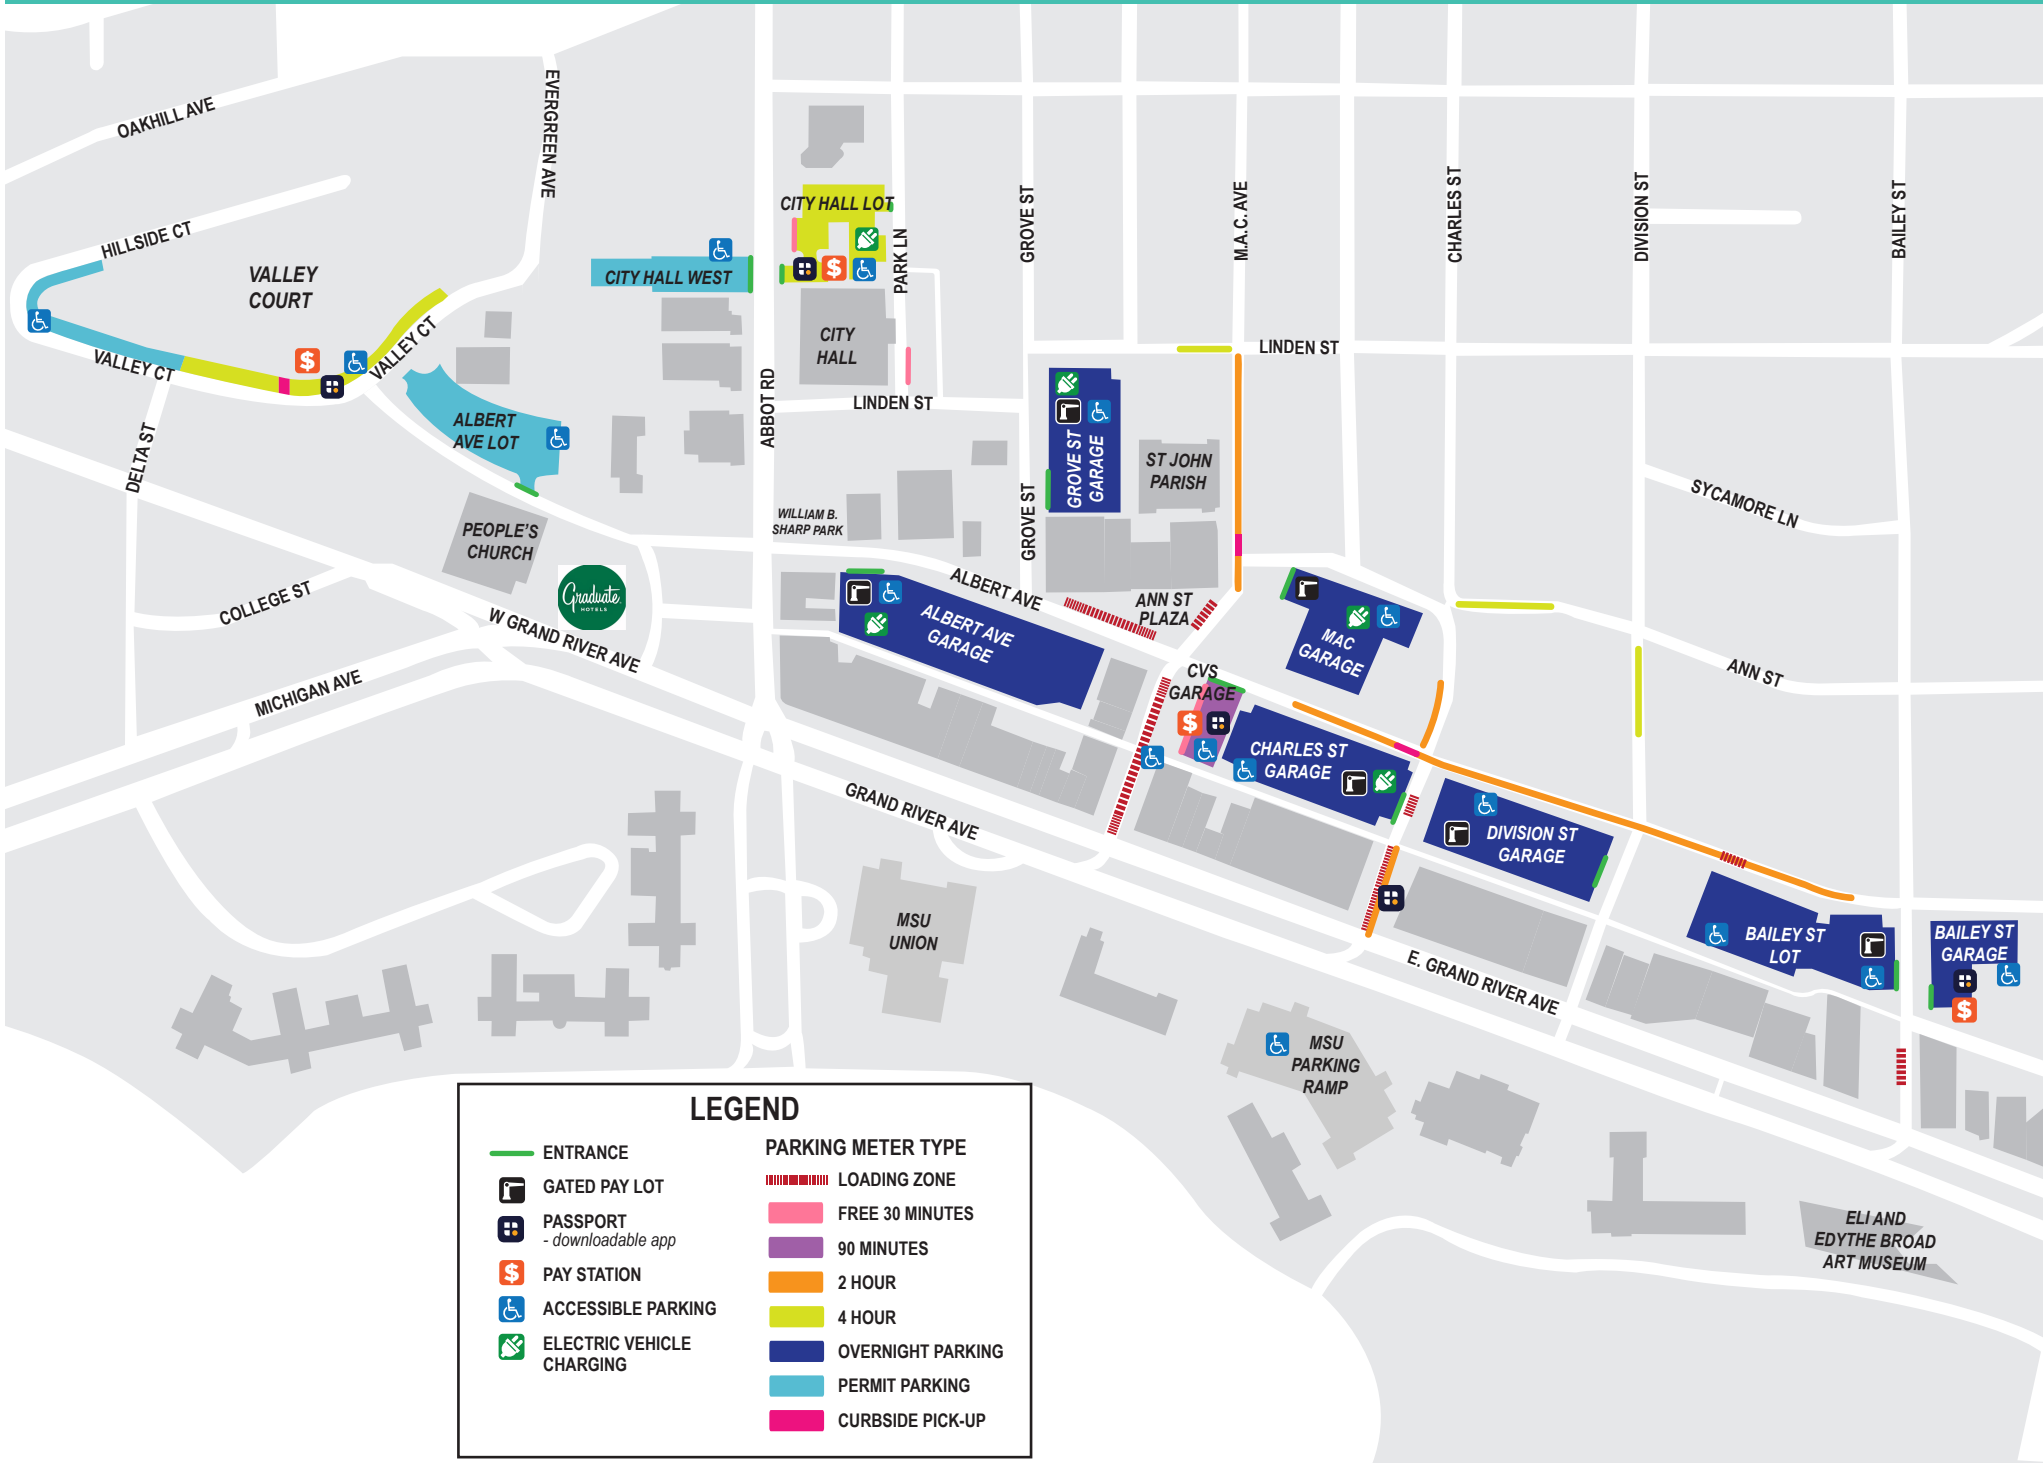 EVERGREEN AVE
OAKHILL AVE
HILLSIDE CT
VALLEY
COURT
VALLEY CT
VALLEY CT
DELTA ST
COLLEGE ST
MICHIGAN AVE
ALBERT
AVE LOT
PEOPLE'S
CHURCH
Graduate
HOTELS
W GRAND RIVER AVE
CITY HALL WEST
CITY HALL LOT
CITY
HALL
PARK LN
ABBOT RD
LINDEN ST
WILLIAM B.
SHARP PARK
GROVE ST
GROVE ST
GROVE ST
GARAGE
ST JOHN
PARISH
M.A.C. AVE
LINDEN ST
CHARLES ST
DIVISION ST
BAILEY ST
SYCAMORE LN
ANN ST
ALBERT AVE
ANN ST
PLAZA
ALBERT AVE
GARAGE
MAC
GARAGE
CVS
GARAGE
$
CHARLES ST
GARAGE
DIVISION ST
GARAGE
BAILEY ST
LOT
BAILEY ST
GARAGE
$
GRAND RIVER AVE
E. GRAND RIVER AVE
MSU
UNION
MSU
PARKING
RAMP
ELI AND
EDYTHE BROAD
ART MUSEUM
$
$
LEGEND
ENTRANCE
GATED PAY LOT
PASSPORT
- downloadable app
$ PAY STATION
ACCESSIBLE PARKING
ELECTRIC VEHICLE
CHARGING
PARKING METER TYPE
LOADING ZONE
FREE 30 MINUTES
90 MINUTES
2 HOUR
4 HOUR
OVERNIGHT PARKING
PERMIT PARKING
CURBSIDE PICK-UP